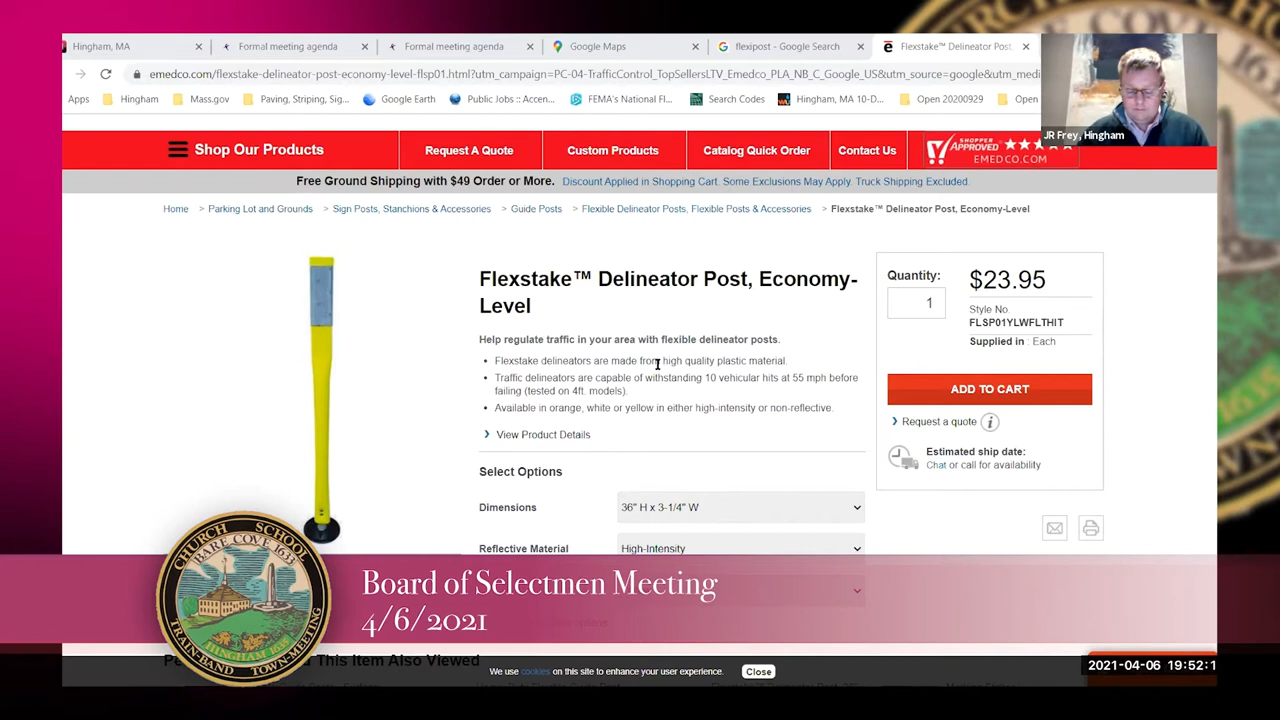 Hingham, MA
Formal meeting agenda
Formal meeting agenda
Google Maps
flexipost - Google Search
Flexstake™ Delineator Post,
emedco.com/flexstake-delineator-post-economy-level-flsp01.html?utm_campaign=PC-04-TrafficControl_TopSellersLTV_Emedco_PLA_NB_C_Google_US&utm_source=google&utm_medi
Apps
Hingham
Mass.gov
Paving, Striping, Sig...
Google Earth
Public Jobs :: Accen...
FEMA's National Fl...
Search Codes
Hingham, MA 10-D...
Open 20200929
Open
JR Frey, Hingham
Shop Our Products
Request A Quote
Custom Products
Catalog Quick Order
Contact Us
SHOPPER
APPROVED
EMEDCO.COM
Free Ground Shipping with $49 Order or More. Discount Applied in Shopping Cart. Some Exclusions May Apply. Truck Shipping Excluded.
Home > Parking Lot and Grounds > Sign Posts, Stanchions & Accessories > Guide Posts > Flexible Delineator Posts, Flexible Posts & Accessories > Flexstake™ Delineator Post, Economy-Level
Flexstake™ Delineator Post, Economy-
Level
Help regulate traffic in your area with flexible delineator posts.
Flexstake delineators are made from high quality plastic material.
Traffic delineators are capable of withstanding 10 vehicular hits at 55 mph before
failing (tested on 4ft. models).
Available in orange, white or yellow in either high-intensity or non-reflective.
View Product Details
Select Options
Dimensions
36" H x 3-1/4" W
Reflective Material
High-Intensity
Quantity:
1
$23.95
Style No.
FLSP01YLWFLTHIT
Supplied in : Each
ADD TO CART
Request a quote
Estimated ship date:
Chat or call for availability
CHURCH SCHOOL
BARE COVE 1633
HINGHAM 1635
TRAIN-BAND TOWN-MEETING
Board of Selectmen Meeting
4/6/2021
This Item Also Viewed
We use cookies on this site to enhance your user experience.
Close
2021-04-06 19:52:1